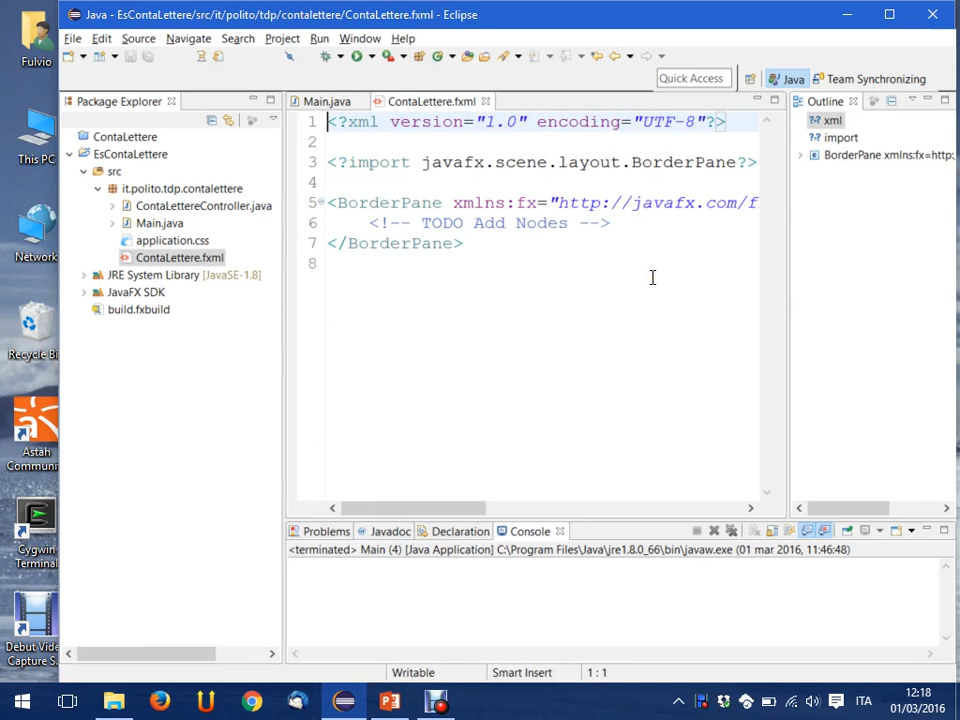 Java - EsContaLettere/src/it/polito/tdp/contalettere/ContaLettere.fxml - Eclipse
File Edit Source Navigate Search Project Run Window Help
Quick Access
Java
Team Synchronizing
Fulvio
This PC
Network
Recycle Bi
Astah
Communi
Cygwin
Terminal
Debut Vide
Capture S...
Package Explorer
ContaLettere
EsContaLettere
src
it.polito.tdp.contalettere
ContaLettereController.java
Main.java
application.css
ContaLettere.fxml
JRE System Library [JavaSE-1.8]
JavaFX SDK
build.fxbuild
Main.java
ContaLettere.fxml
1 <?xml version="1.0" encoding="UTF-8"?>
2
3 <?import javafx.scene.layout.BorderPane?>
4
5 <BorderPane xmlns:fx="http://javafx.com/f
6 <!-- TODO Add Nodes -->
7 </BorderPane>
8
Outline
xml
import
BorderPane xmlns:fx=http:
Problems Javadoc Declaration Console
<terminated> Main (4) [Java Application] C:\Program Files\Java\jre1.8.0_66\bin\javaw.exe (01 mar 2016, 11:46:48)
Writable Smart Insert 1 : 1
ITA
12:18
01/03/2016